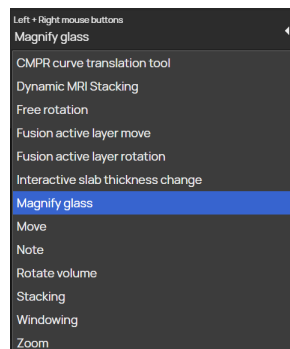 Left + Right mouse buttons
Magnify glass
CMPR curve translation tool
Dynamic MRI Stacking
Free rotation
Fusion active layer move
Fusion active layer rotation
Interactive slab thickness change
Magnify glass
Move
Note
Rotate volume
Stacking
Windowing
Zoom